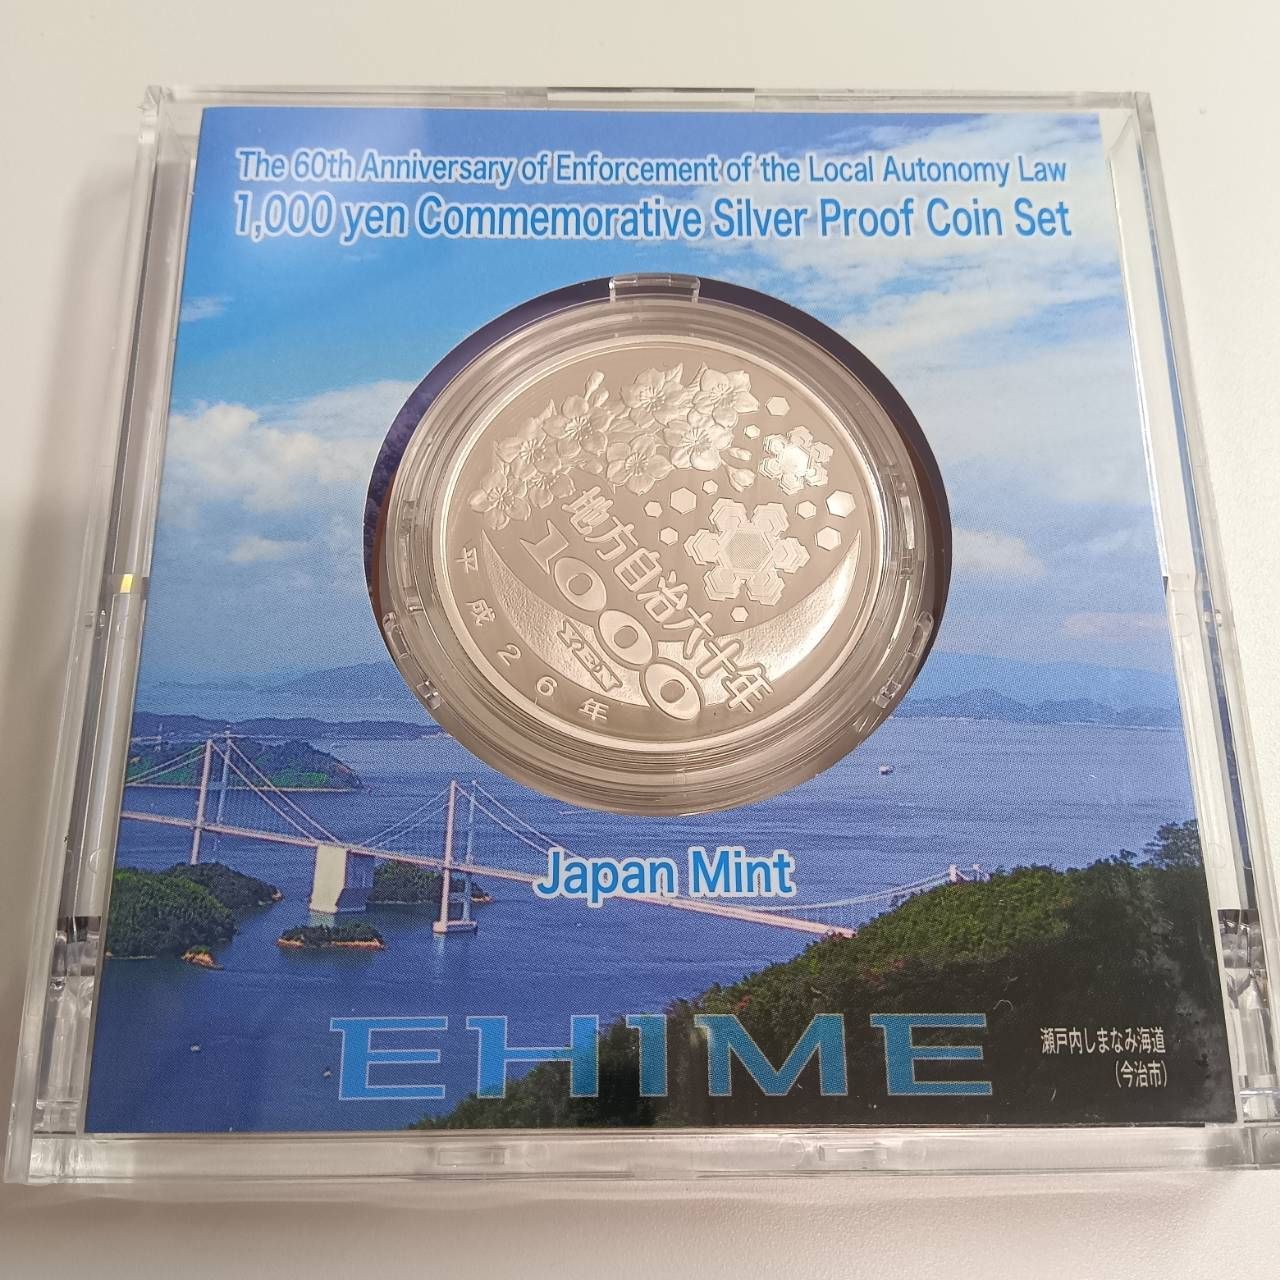 The 60th Anniversary of Enforcement of the Local Autonomy Law
1,000 yen Commemorative Silver Proof Coin Set
地方自治六十年
1000
YEN
平成26年
Japan Mint
EHIME
瀬戸内しまなみ海道
(今治市)